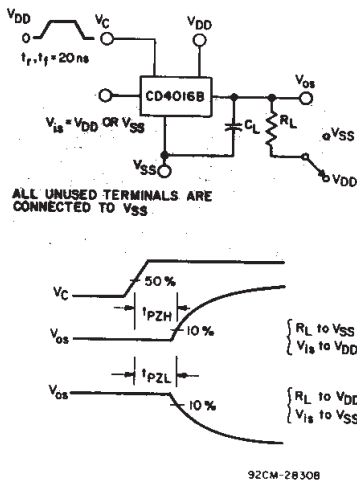 VDD
0
tr, tf = 20 ns
VC
VDD
CD4016B
Vis = VDD OR VSS
VSS
CL
RL
Vos
VSS
VDD
ALL UNUSED TERMINALS ARE
CONNECTED TO VSS
VC
50%
tPZH
Vos
10%
RL to VSS
Vis to VDD
tPZL
Vos
10%
RL to VDD
Vis to VSS
92CM-28308